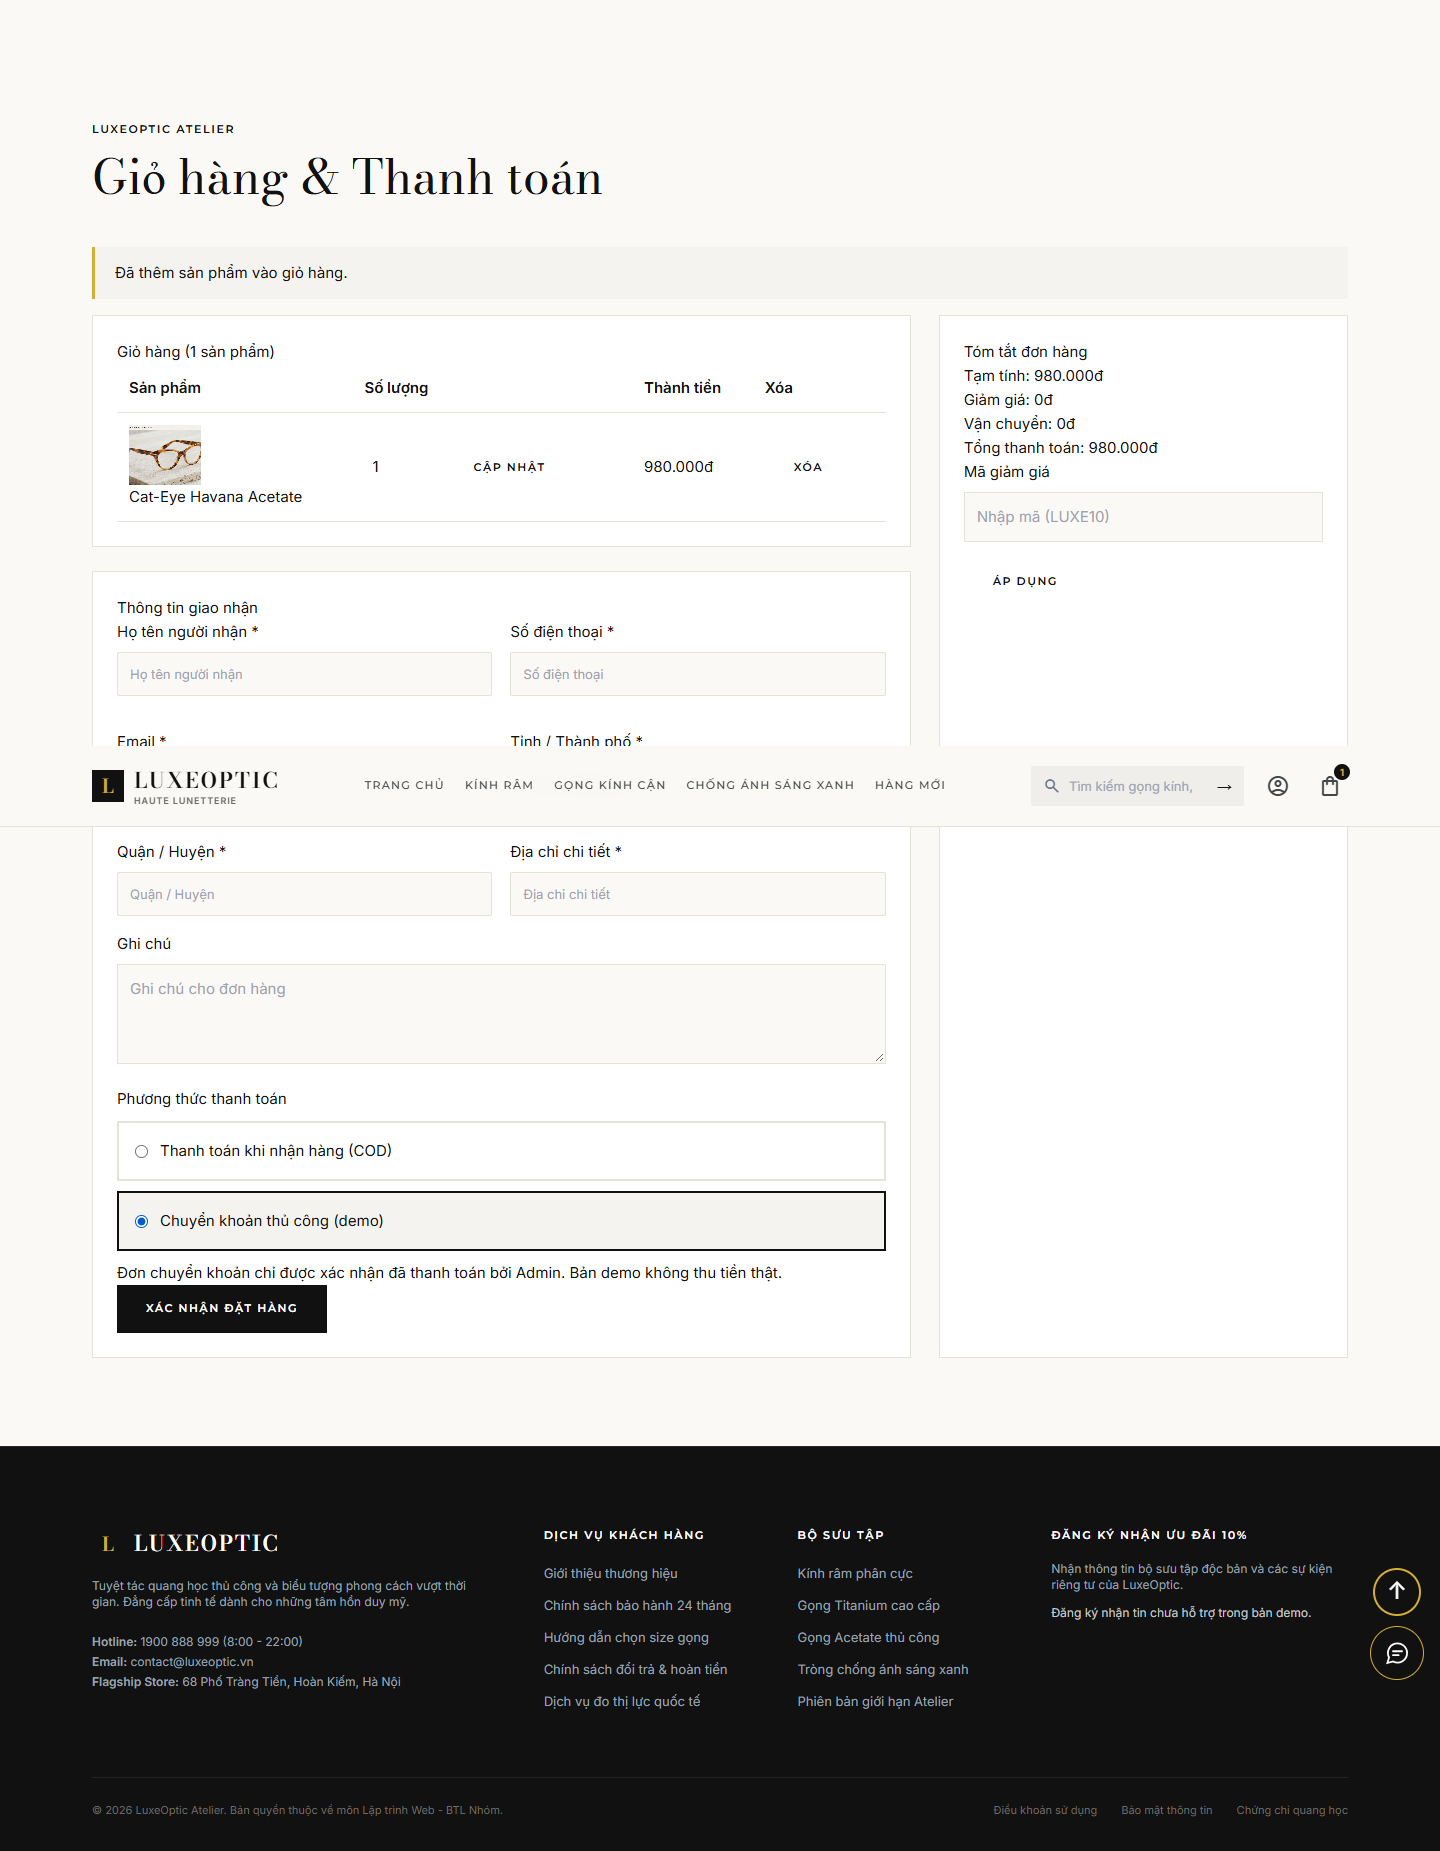 LUXEOPTIC ATELIER
Giỏ hàng & Thanh toán
Đã thêm sản phẩm vào giỏ hàng.
Giỏ hàng (1 sản phẩm)
Sản phẩm Số lượng Thành tiền Xóa
1 CẬP NHẬT 980.000đ XÓA
Cat-Eye Havana Acetate
Tóm tắt đơn hàng
Tạm tính: 980.000đ
Giảm giá: 0đ
Vận chuyển: 0đ
Tổng thanh toán: 980.000đ
Mã giảm giá
Nhập mã (LUXE10)
ÁP DỤNG
Thông tin giao nhận
Họ tên người nhận * Số điện thoại *
Họ tên người nhận Số điện thoại
Email * Tỉnh / Thành phố *
L LUXEOPTIC
HAUTE LUNETTERIE
TRANG CHỦ KÍNH RÂM GỌNG KÍNH CẬN CHỐNG ÁNH SÁNG XANH HÀNG MỚI
Tìm kiếm gọng kính, →
1
Quận / Huyện * Địa chỉ chi tiết *
Quận / Huyện Địa chỉ chi tiết
Ghi chú
Ghi chú cho đơn hàng
Phương thức thanh toán
Thanh toán khi nhận hàng (COD)
Chuyển khoản thủ công (demo)
Đơn chuyển khoản chỉ được xác nhận đã thanh toán bởi Admin. Bản demo không thu tiền thật.
XÁC NHẬN ĐẶT HÀNG
L LUXEOPTIC
Tuyệt tác quang học thủ công và biểu tượng phong cách vượt thời
gian. Đẳng cấp tinh tế dành cho những tâm hồn duy mỹ.
Hotline: 1900 888 999 (8:00 - 22:00)
Email: contact@luxeoptic.vn
Flagship Store: 68 Phố Tràng Tiền, Hoàn Kiếm, Hà Nội
DỊCH VỤ KHÁCH HÀNG
Giới thiệu thương hiệu
Chính sách bảo hành 24 tháng
Hướng dẫn chọn size gọng
Chính sách đổi trả & hoàn tiền
Dịch vụ đo thị lực quốc tế
BỘ SƯU TẬP
Kính râm phân cực
Gọng Titanium cao cấp
Gọng Acetate thủ công
Tròng chống ánh sáng xanh
Phiên bản giới hạn Atelier
ĐĂNG KÝ NHẬN ƯU ĐÃI 10%
Nhận thông tin bộ sưu tập độc bản và các sự kiện
riêng tư của LuxeOptic.
Đăng ký nhận tin chưa hỗ trợ trong bản demo.
© 2026 LuxeOptic Atelier. Bản quyền thuộc về môn Lập trình Web - BTL Nhóm.
Điều khoản sử dụng Bảo mật thông tin Chứng chỉ quang học